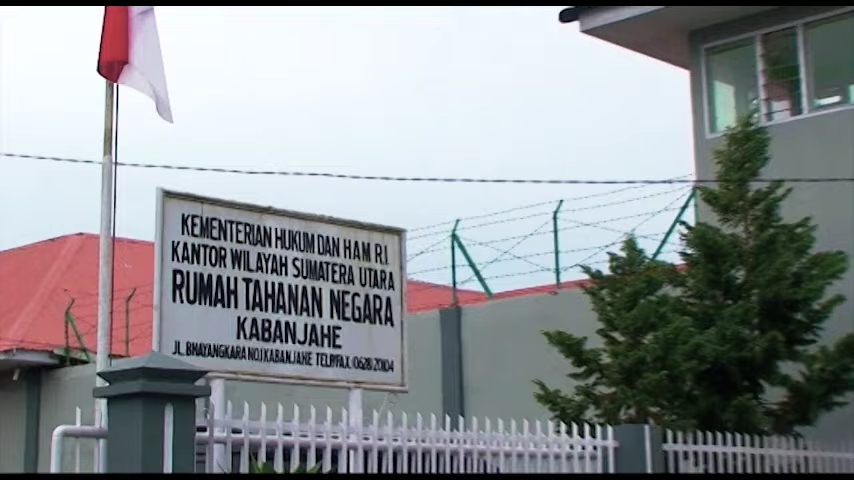 KEMENTERIAN HUKUM DAN HAM R.I.
KANTOR WILAYAH SUMATERA UTARA
RUMAH TAHANAN NEGARA
KABANJAHE
JL.BHAYANGKARA NO.1 KABANJAHE TELP/FAX. (0628) 20104